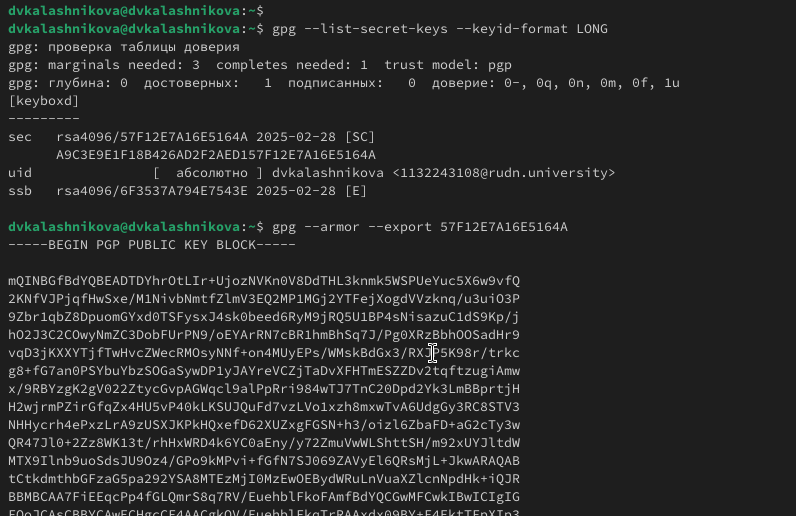 dvkalashnikova@dvkalashnikova:~$
dvkalashnikova@dvkalashnikova:~$ gpg --list-secret-keys --keyid-format LONG
gpg: проверка таблицы доверия
gpg: marginals needed: 3  completes needed: 1  trust model: pgp
gpg: глубина: 0  достоверных:   1  подписанных:   0  доверие: 0-, 0q, 0n, 0m, 0f, 1u
[keyboxd]
---------
sec   rsa4096/57F12E7A16E5164A 2025-02-28 [SC]
      A9C3E9E1F18B426AD2F2AED157F12E7A16E5164A
uid               [  абсолютно ] dvkalashnikova <1132243108@rudn.university>
ssb   rsa4096/6F3537A794E7543E 2025-02-28 [E]
dvkalashnikova@dvkalashnikova:~$ gpg --armor --export 57F12E7A16E5164A
-----BEGIN PGP PUBLIC KEY BLOCK-----
mQINBGfBdYQBEADTDYhrOtLIr+UjozNVKn0V8DdTHL3knmk5WSPUeYuc5X6w9vfQ
2KNfVJPjqfHwSxe/M1NivbNmtfZlmV3EQ2MP1MGj2YTFejXogdVVzknq/u3uiO3P
9Zbr1qbZ8DpuomGYxd0TSFysxJ4sk0beed6RyM9jRQ5U1BP4sNisazuC1dS9Kp/j
hO2J3C2COwyNmZC3DobFUrPN9/oEYArRN7cBR1hmBhSq7J/Pg0XRzBbhOOSadHr9
vqD3jKXXYTjfTwHvcZWecRMOsyNNf+on4MUyEPs/WMskBdGx3/RXJP5K98r/trkc
g8+fG7an0PSYbuYbzSOGaSywDP1yJAYreVCZjTaDvXFHTmESZZDv2tqftzugiAmw
x/9RBYzgK2gV022ZtycGvpAGWqcl9alPpRri984wTJ7TnC20Dpd2Yk3LmBBprtjH
H2wjrmPZirGfqZx4HU5vP40kLKSUJQuFd7vzLVo1xzh8mxwTvA6UdgGy3RC8STV3
NHHycrh4ePxzLrA9zUSXJKPkHQxefD62XUZxgFGSN+h3/oizl6ZbaFD+aG2cTy3w
QR47Jl0+2Zz8WK13t/rhHxWRD4k6YC0aEny/y72ZmuVwWLShttSH/m92xUYJltdW
MTX9Ilnb9uoSdsJU9Oz4/GPo9kMPvi+fGfN7SJ069ZAVyEl6QRsMjL+JkwARAQAB
tCtkdmthbGFzaG5pa292YSA8MTEzMjI0MzEwOEBydWRuLnVuaXZlcnNpdHk+iQJR
BBMBCAA7FiEEqcPp4fGLQmrS8q7RV/EuehblFkoFAmfBdYQCGwMFCwkIBwICIgIG